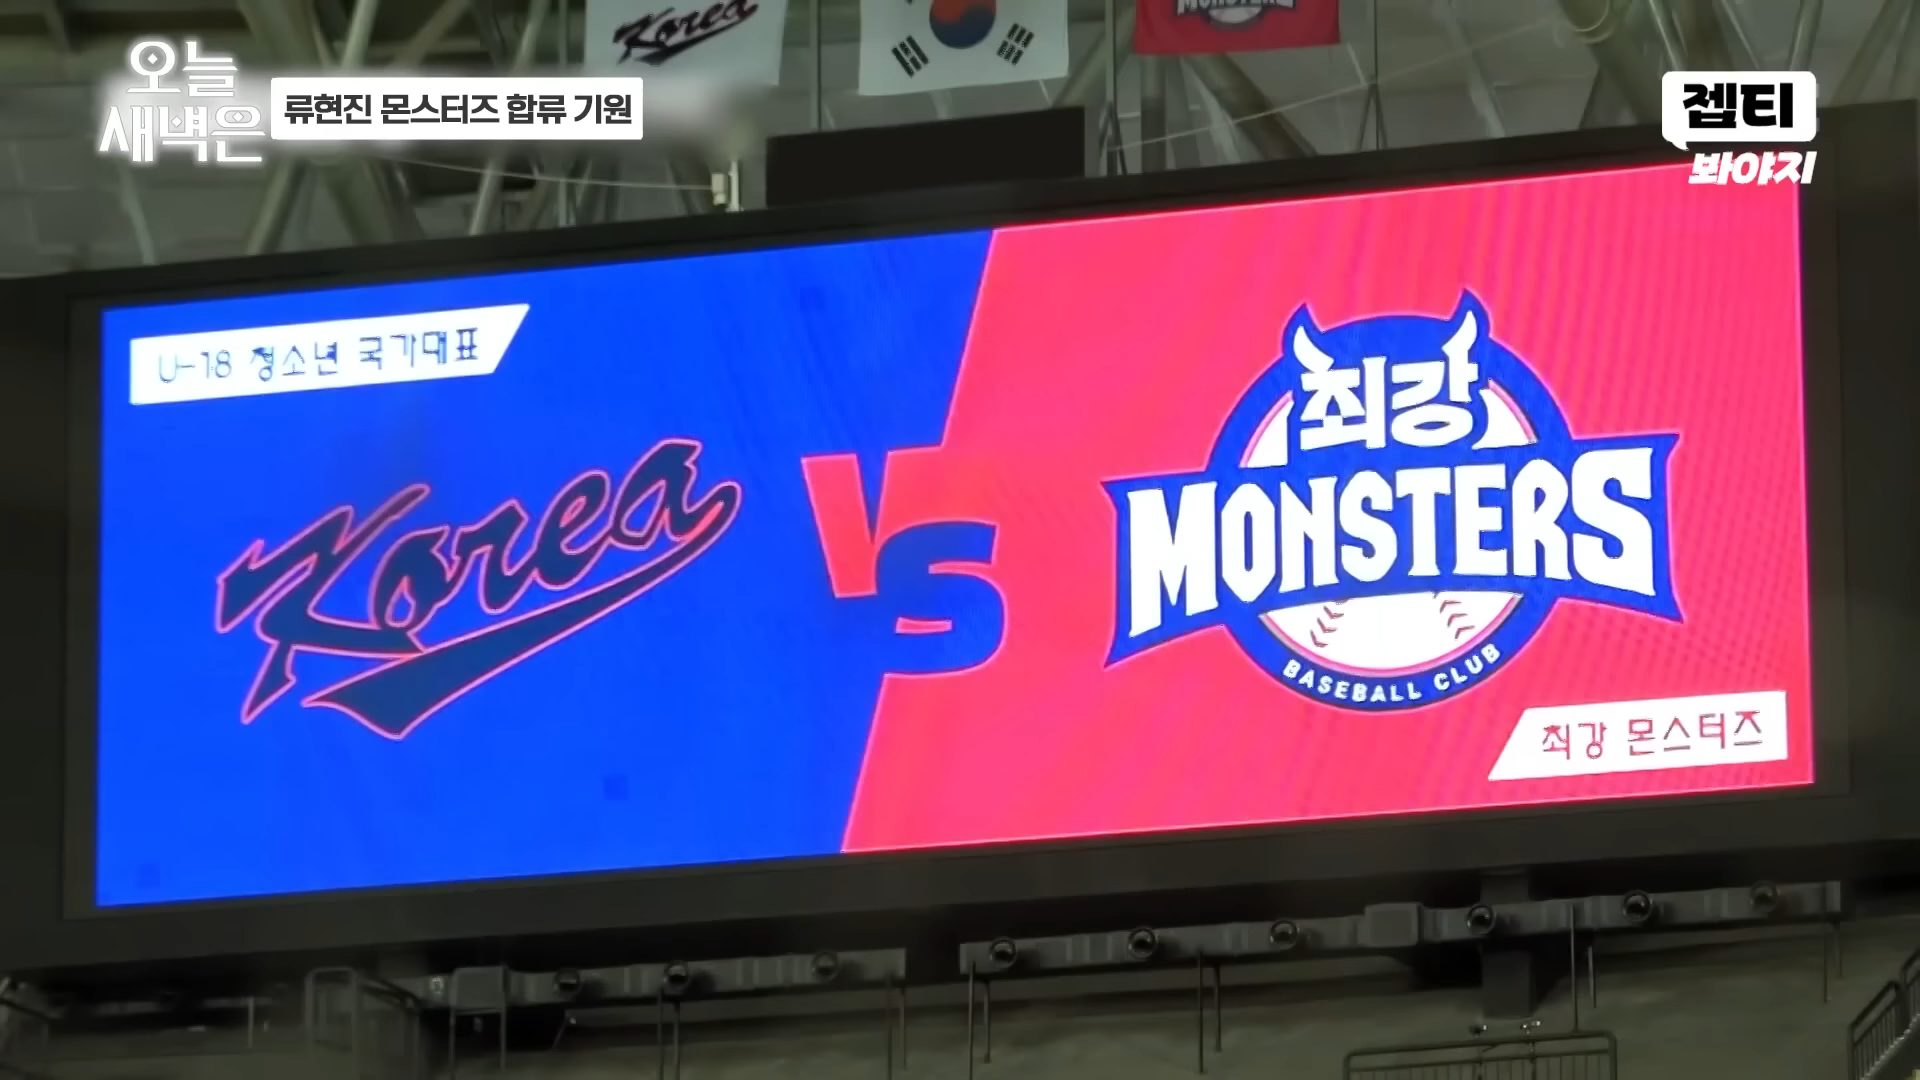 Korea
MONSTERS
오늘
새벽은
류현진 몬스터즈 합류 기원
젭티
봐야지
U-18 청소년 국가대표
Korea
VS
최강
MONSTERS
BASEBALL CLUB
최강 몬스터즈